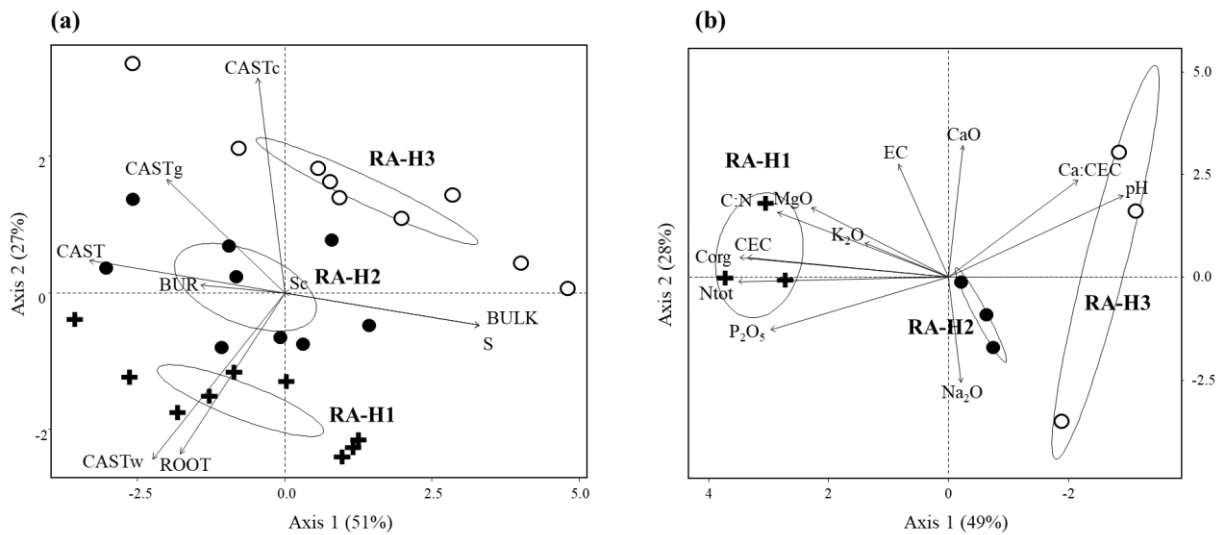 (a)
CASTc
RA-H3
CASTg
CAST
RA-H2
BUR
Sc
BULK
S
RA-H1
CASTw
ROOT
2
0
-2
-2.5
0.0
2.5
5.0
Axis 1 (51%)
Axis 2 (27%)
(b)
5.0
2.5
0.0
-2.5
CaO
EC
RA-H1
Ca:CEC
pH
C:N
MgO
K₂O
Corg
CEC
Ntot
RA-H2
RA-H3
P₂O₅
Na₂O
4
2
0
-2
Axis 1 (49%)
Axis 2 (28%)